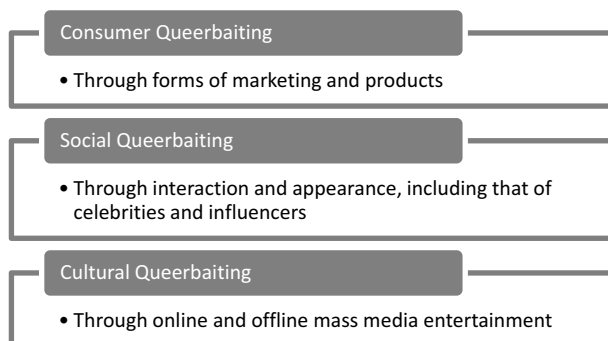 Consumer Queerbaiting
• Through forms of marketing and products
Social Queerbaiting
• Through interaction and appearance, including that of
celebrities and influencers
Cultural Queerbaiting
• Through online and offline mass media entertainment